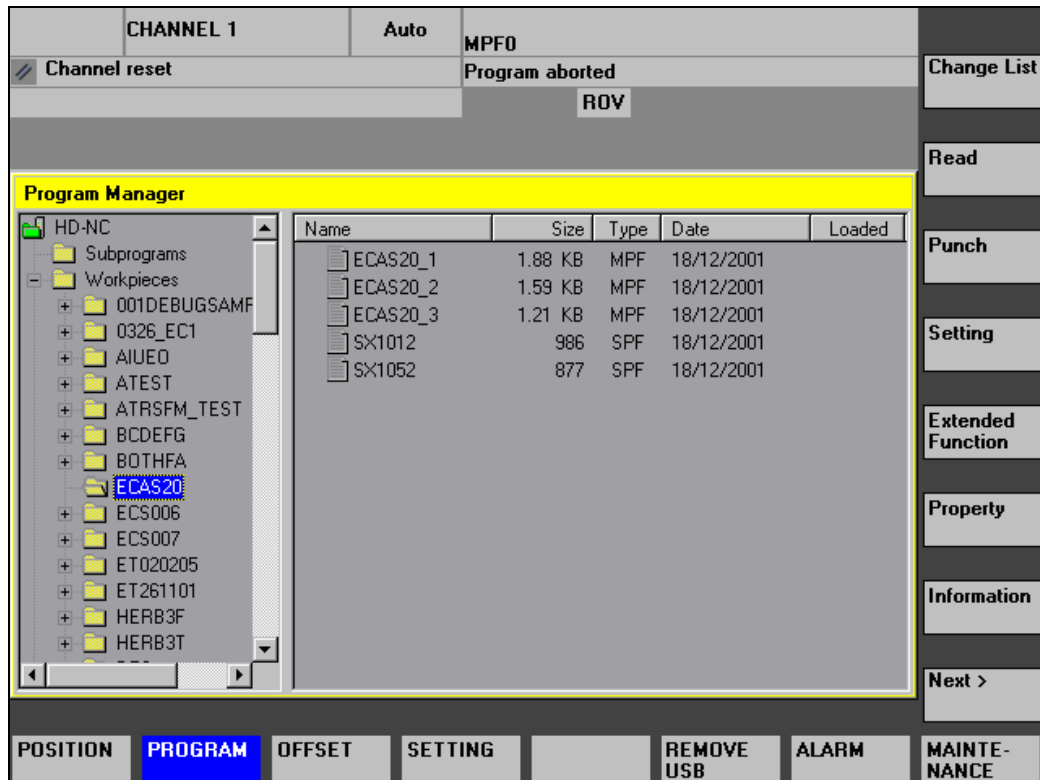 CHANNEL 1 Auto MPF0
Channel reset Program aborted
ROV
Program Manager
HD-NC
Subprograms
Workpieces
001DEBUGSAMF
0326_EC1
AIUEO
ATEST
ATRSFM_TEST
BCDEFG
BOTHFA
ECAS20
ECS006
ECS007
ET020205
ET261101
HERB3F
HERB3T
Name Size Type Date Loaded
ECAS20_1 1.88 KB MPF 18/12/2001
ECAS20_2 1.59 KB MPF 18/12/2001
ECAS20_3 1.21 KB MPF 18/12/2001
SX1012 986 SPF 18/12/2001
SX1052 877 SPF 18/12/2001
Change List
Read
Punch
Setting
Extended
Function
Property
Information
Next >
POSITION PROGRAM OFFSET SETTING REMOVE USB ALARM MAINTE-NANCE